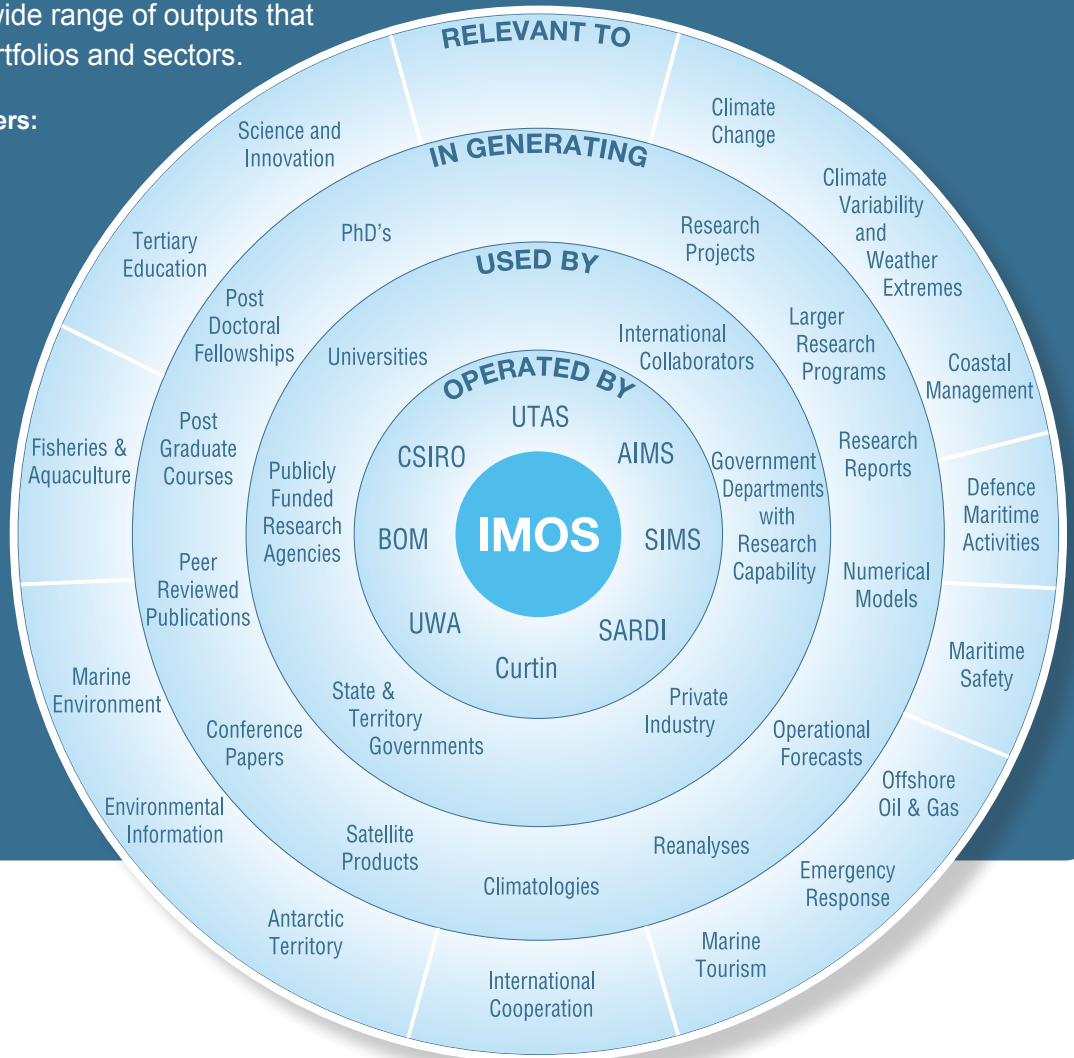 vide range of outputs that
rtfolios and sectors.
ers:
RELEVANT TO
Climate
Change
Climate
Variability
and
Weather
Extremes
Coastal
Management
Defence
Maritime
Activities
Maritime
Safety
Offshore
Oil & Gas
Emergency
Response
Marine
Tourism
International
Cooperation
Antarctic
Territory
Environmental
Information
Marine
Environment
Fisheries &
Aquaculture
Tertiary
Education
Science and
Innovation
IN GENERATING
Research
Projects
Larger
Research
Programs
Research
Reports
Numerical
Models
Operational
Forecasts
Reanalyses
Climatologies
Satellite
Products
Conference
Papers
Peer
Reviewed
Publications
Post
Graduate
Courses
Post
Doctoral
Fellowships
PhD's
USED BY
International
Collaborators
Government
Departments
with
Research
Capability
Private
Industry
State &
Territory
Governments
Publicly
Funded
Research
Agencies
Universities
OPERATED BY
UTAS
AIMS
SIMS
SARDI
Curtin
UWA
BOM
CSIRO
IMOS